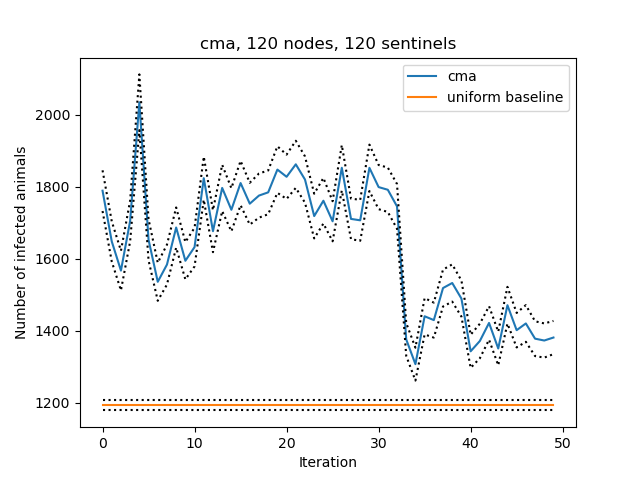 cma, 120 nodes, 120 sentinels
cma
uniform baseline
Number of infected animals
2000
1800
1600
1400
1200
0 10 20 30 40 50
Iteration